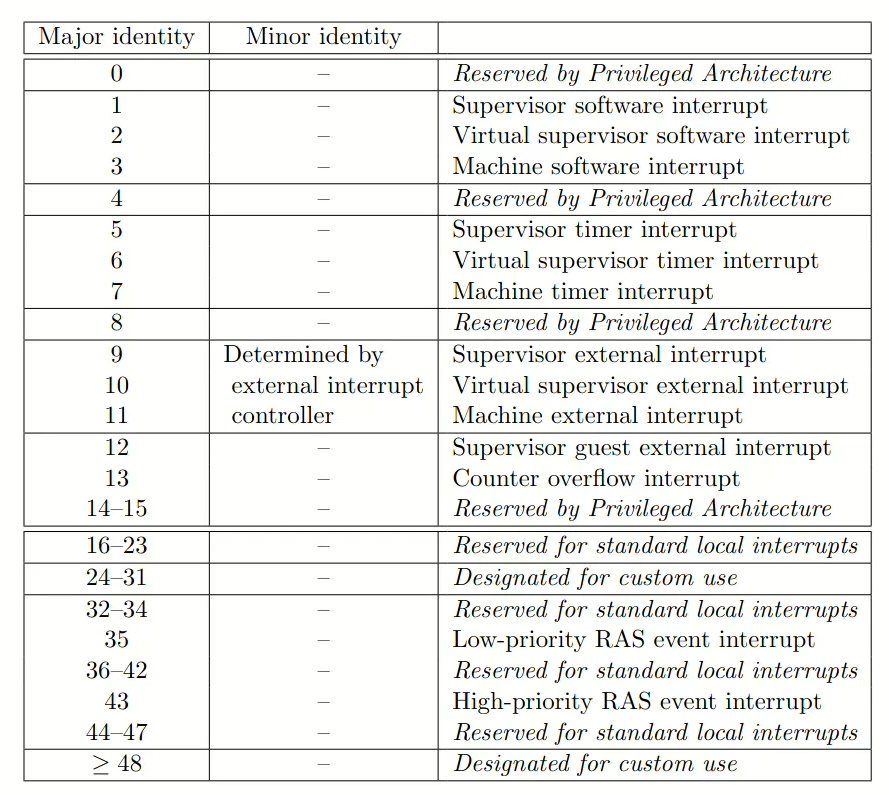 Major identity Minor identity
0 – Reserved by Privileged Architecture
1 – Supervisor software interrupt
2 – Virtual supervisor software interrupt
3 – Machine software interrupt
4 – Reserved by Privileged Architecture
5 – Supervisor timer interrupt
6 – Virtual supervisor timer interrupt
7 – Machine timer interrupt
8 – Reserved by Privileged Architecture
9 Determined by Supervisor external interrupt
10 external interrupt Virtual supervisor external interrupt
11 controller Machine external interrupt
12 – Supervisor guest external interrupt
13 – Counter overflow interrupt
14–15 – Reserved by Privileged Architecture
16–23 – Reserved for standard local interrupts
24–31 – Designated for custom use
32–34 – Reserved for standard local interrupts
35 – Low-priority RAS event interrupt
36–42 – Reserved for standard local interrupts
43 – High-priority RAS event interrupt
44–47 – Reserved for standard local interrupts
≥ 48 – Designated for custom use